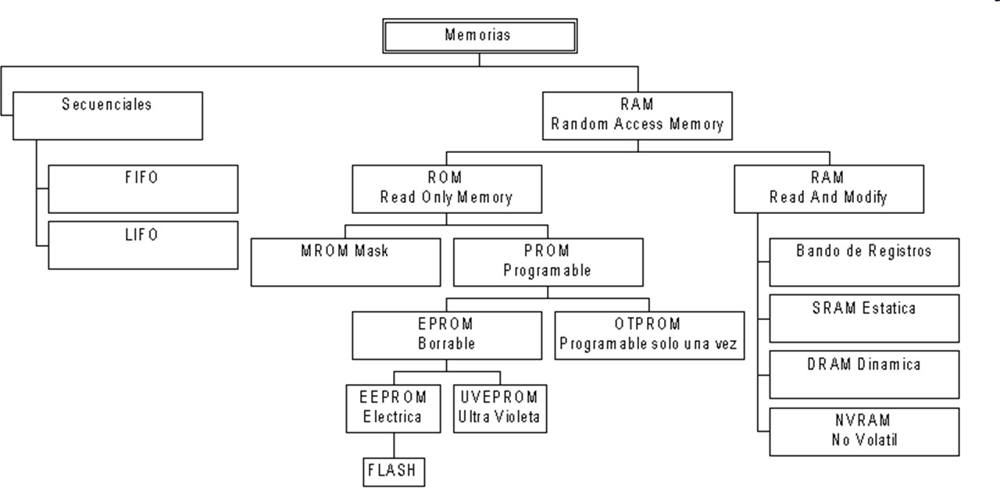 Memorias
Secuenciales
RAM
Random Access Memory
FIFO
LIFO
ROM
Read Only Memory
RAM
Read And Modify
MROM Mask
PROM
Programable
Bando de Registros
SRAM Estatica
EPROM
Borrable
OTPROM
Programable solo una vez
DRAM Dinamica
EEPROM
Electrica
UVEPROM
Ultra Violeta
NVRAM
No Volatil
FLASH